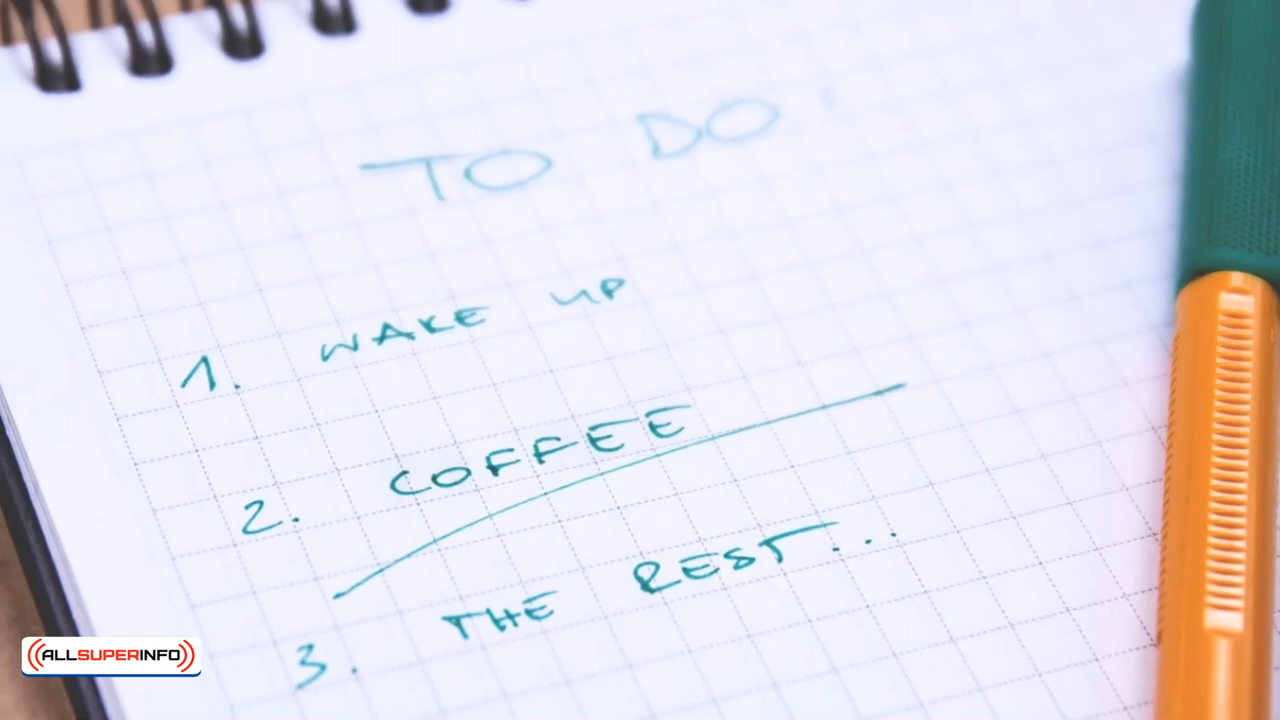 TO DO
1. WAKE UP
2. COFFEE
3. THE REST...
ALLSUPERINFO